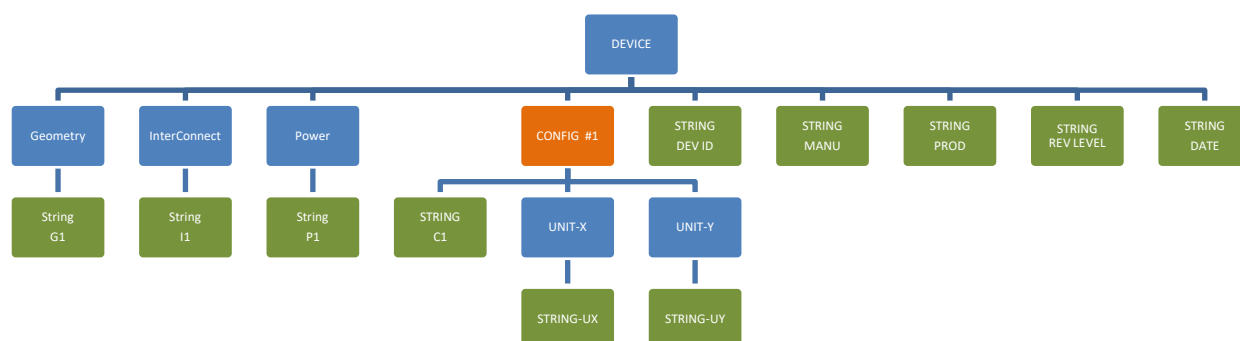 DEVICE
Geometry
InterConnect
Power
CONFIG #1
STRING
DEV ID
STRING
MANU
STRING
PROD
STRING
REV LEVEL
STRING
DATE
String
G1
String
I1
String
P1
STRING
C1
UNIT-X
UNIT-Y
STRING-UX
STRING-UY